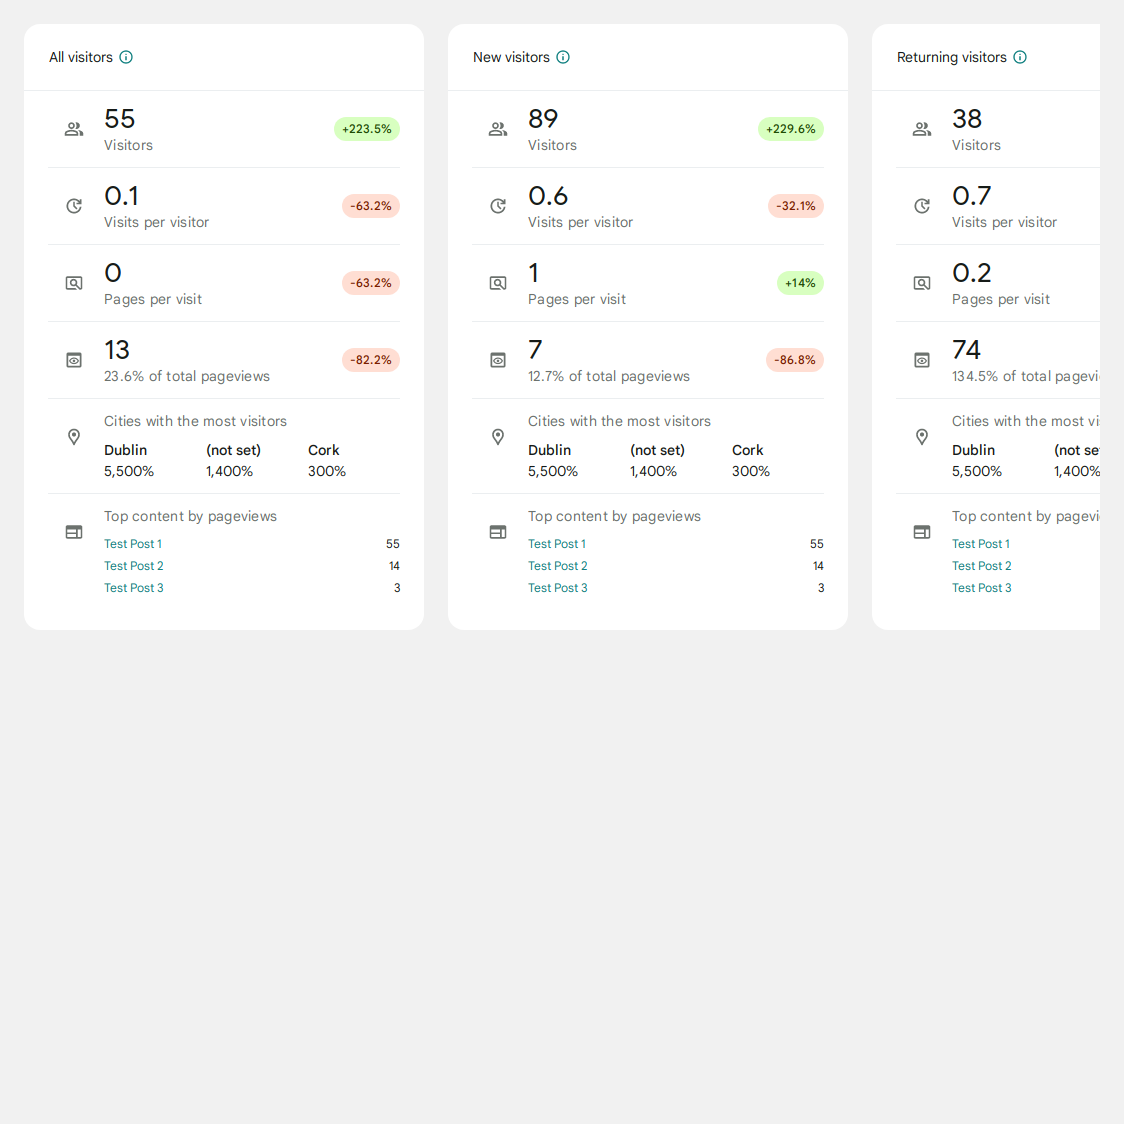 All visitors
55
Visitors
+223.5%
0.1
Visits per visitor
-63.2%
0
Pages per visit
-63.2%
13
23.6% of total pageviews
-82.2%
Cities with the most visitors
Dublin (not set) Cork
5,500% 1,400% 300%
Top content by pageviews
Test Post 1 55
Test Post 2 14
Test Post 3 3
New visitors
89
Visitors
+229.6%
0.6
Visits per visitor
-32.1%
1
Pages per visit
+14%
7
12.7% of total pageviews
-86.8%
Cities with the most visitors
Dublin (not set) Cork
5,500% 1,400% 300%
Top content by pageviews
Test Post 1 55
Test Post 2 14
Test Post 3 3
Returning visitors
38
Visitors
0.7
Visits per visitor
0.2
Pages per visit
74
134.5% of total pagevi
Cities with the most vi
Dublin (not se
5,500% 1,400%
Top content by pagevi
Test Post 1
Test Post 2
Test Post 3